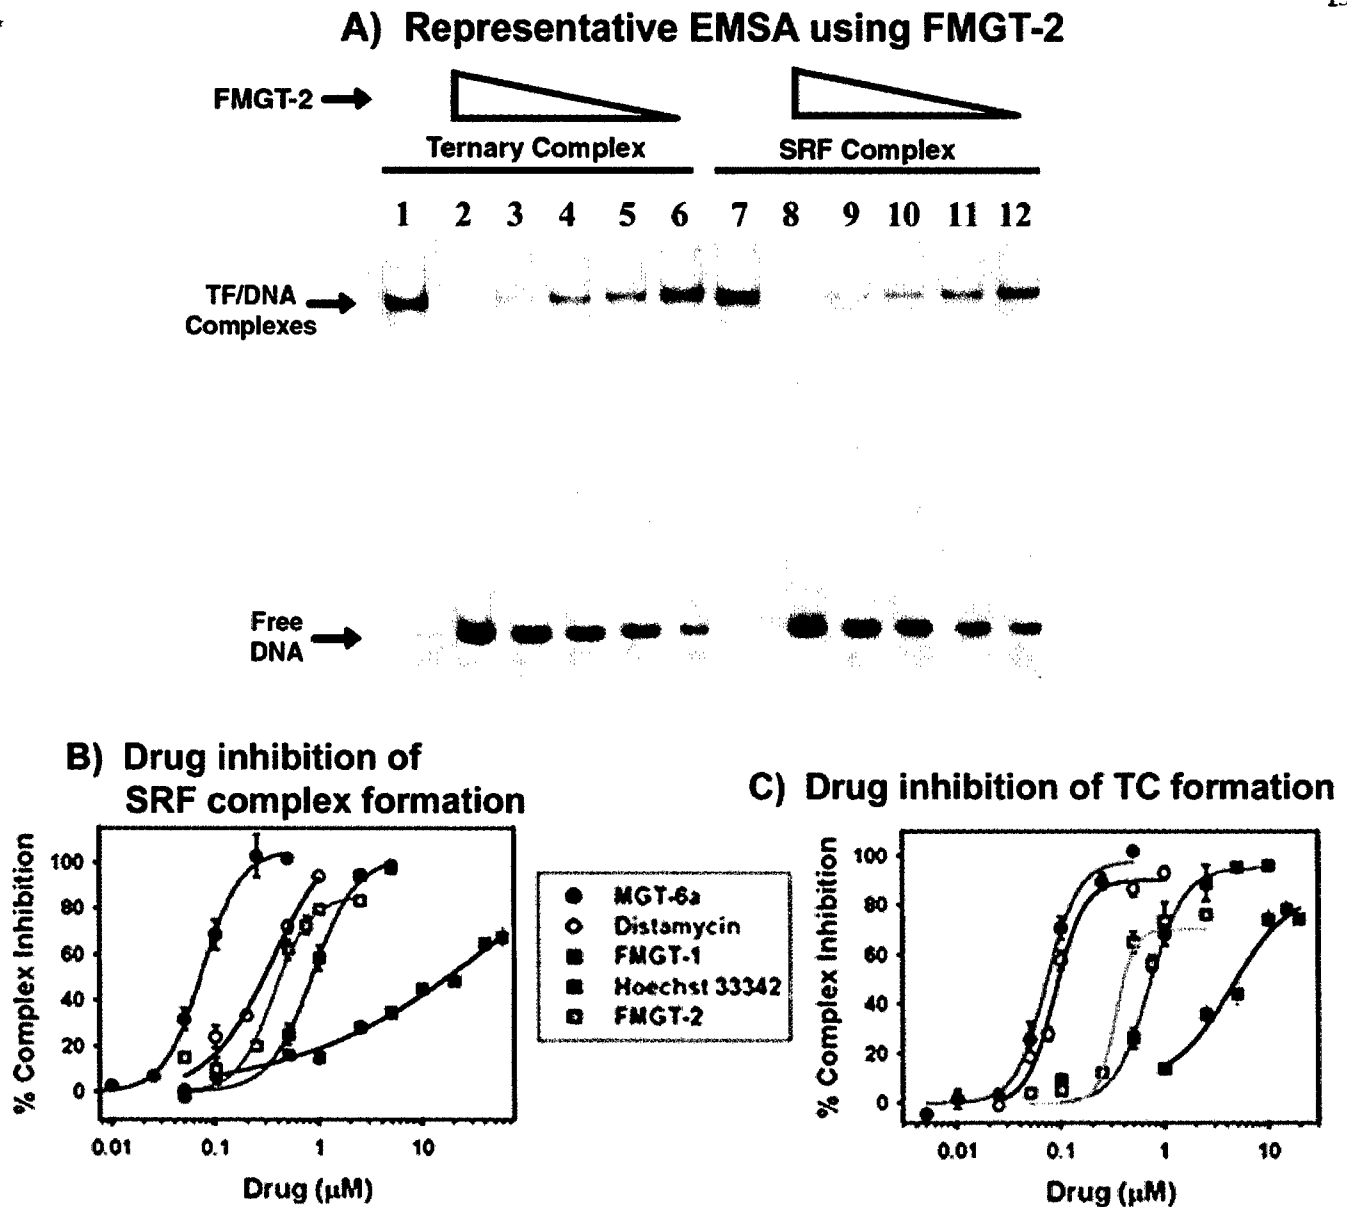 A) Representative EMSA using FMGT-2
FMGT-2
Ternary Complex
SRF Complex
1 2 3 4 5 6 7 8 9 10 11 12
TF/DNA
Complexes
Free
DNA
B) Drug inhibition of
SRF complex formation
% Complex Inhibition
100
80
60
40
20
0
0.01 0.1 1 10
Drug (μM)
MGT-6a
Distamycin
FMGT-1
Hoechst 33342
FMGT-2
C) Drug inhibition of TC formation
% Complex Inhibition
100
80
60
40
20
0
0.01 0.1 1 10
Drug (μM)